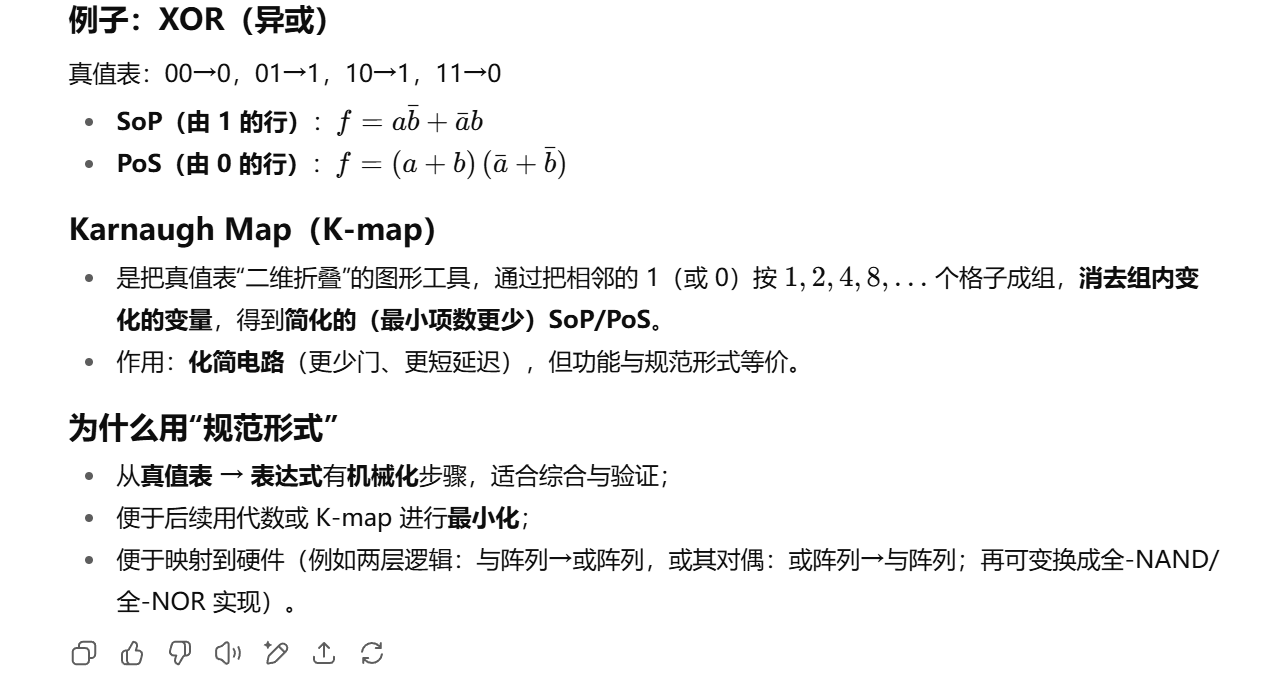 例子：XOR（异或）
真值表：00→0，01→1，10→1，11→0
• SoP（由 1 的行）：f = ab̄ + āb
• PoS（由 0 的行）：f = (a + b) (ā + b̄)
Karnaugh Map（K-map）
• 是把真值表“二维折叠”的图形工具，通过把相邻的 1（或 0）按 1, 2, 4, 8, … 个格子成组，消去组内变
化的变量，得到简化的（最小项数更少）SoP/PoS。
• 作用：化简电路（更少门、更短延迟），但功能与规范形式等价。
为什么用“规范形式”
• 从真值表 → 表达式有机械化步骤，适合综合与验证；
• 便于后续用代数或 K-map 进行最小化；
• 便于映射到硬件（例如两层逻辑：与阵列→或阵列，或其对偶：或阵列→与阵列；再可变换成全-NAND/
全-NOR 实现）。